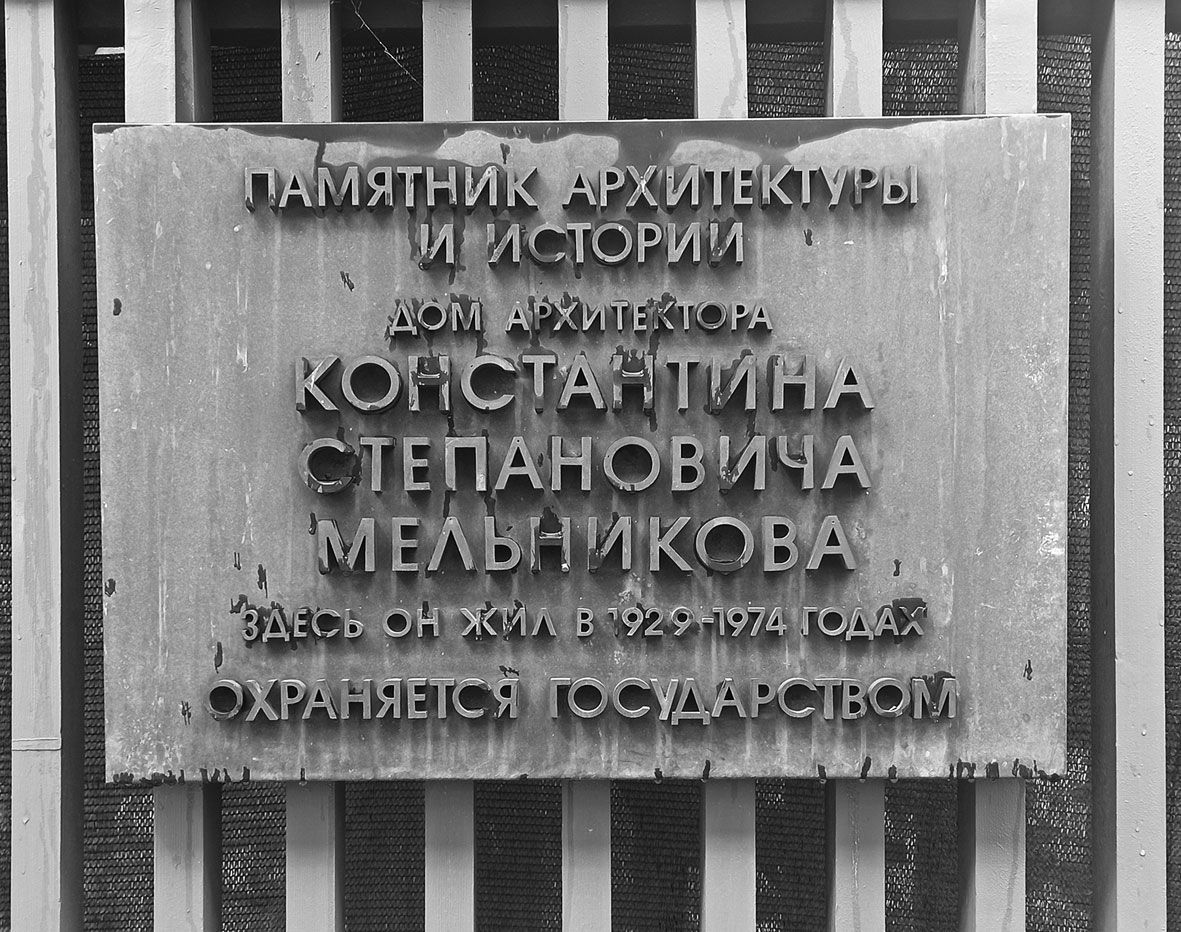 ПАМЯТНИК АРХИТЕКТУРЫ
И ИСТОРИИ
ДОМ АРХИТЕКТОРА
КОНСТАНТИНА
СТЕПАНОВИЧА
МЕЛЬНИКОВА
ЗДЕСЬ ОН ЖИЛ В 1929-1974 ГОДАХ
ОХРАНЯЕТСЯ ГОСУДАРСТВОМ